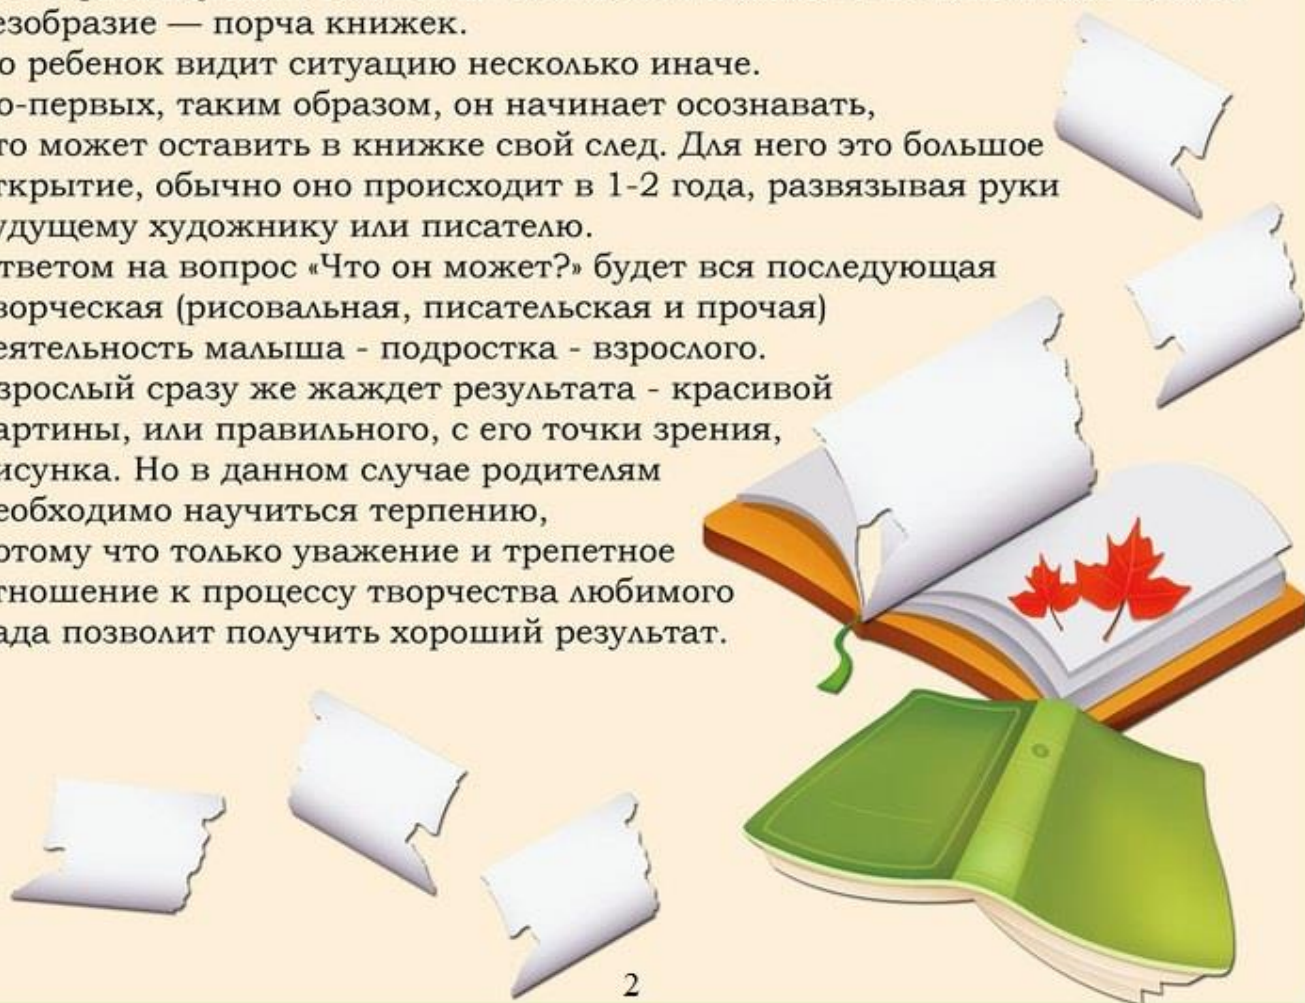 езобразие — порча книжек.
о ребенок видит ситуацию несколько иначе.
о-первых, таким образом, он начинает осознавать,
то может оставить в книжке свой след. Для него это большое
ткрытие, обычно оно происходит в 1-2 года, развязывая руки
удущему художнику или писателю.
тветом на вопрос «Что он может?» будет вся последующая
ворческая (рисовальная, писательская и прочая)
еятельность малыша - подростка - взрослого.
зрослый сразу же жаждет результата - красивой
артины, или правильного, с его точки зрения,
исунка. Но в данном случае родителям
еобходимо научиться терпению,
отому что только уважение и трепетное
тношение к процессу творчества любимого
ада позволит получить хороший результат.
2